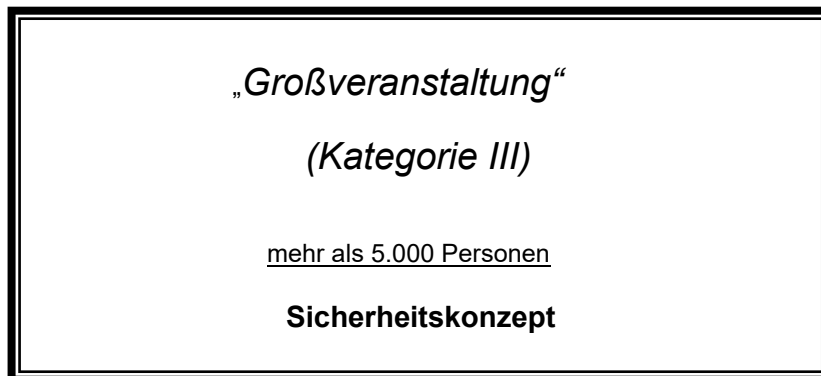 „Großveranstaltung“
(Kategorie III)
mehr als 5.000 Personen
Sicherheitskonzept